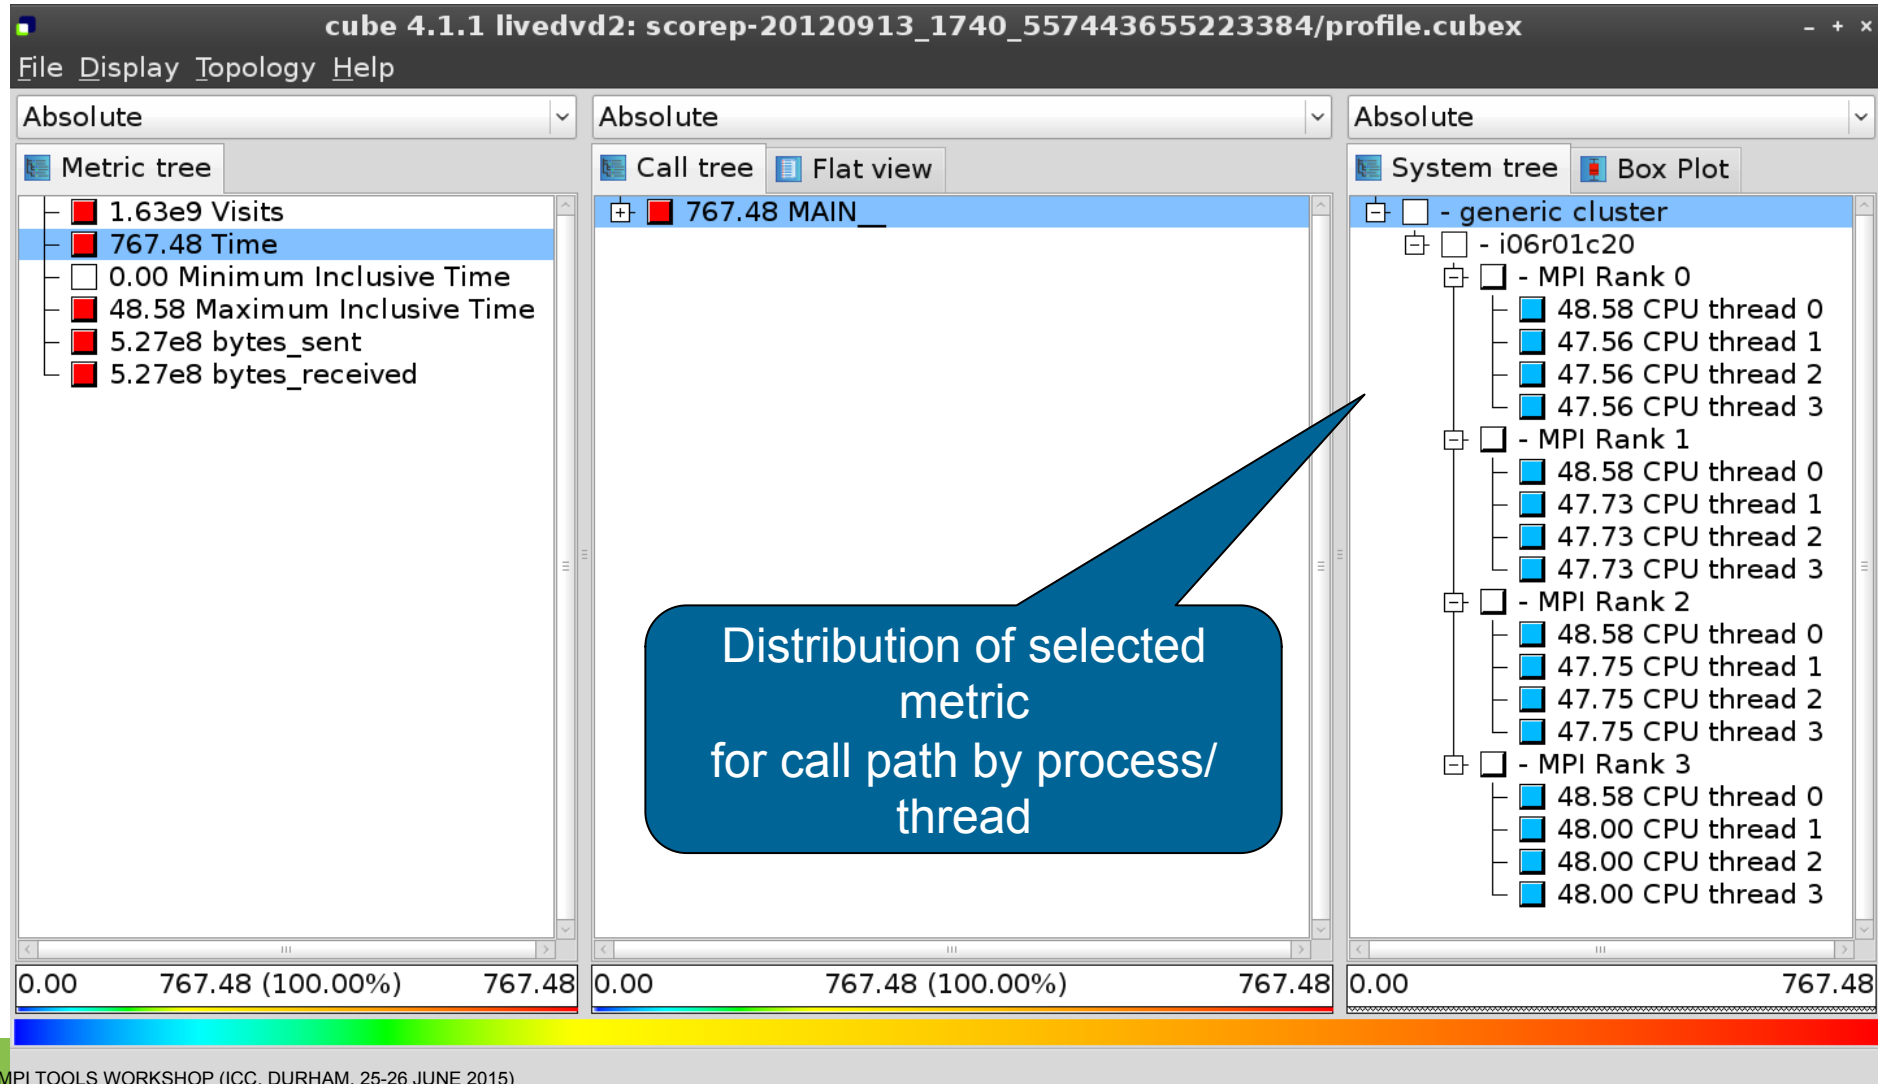 cube 4.1.1 livedvd2: scorep-20120913_1740_557443655223384/profile.cubex
File Display Topology Help
Absolute
Absolute
Absolute
Metric tree
Call tree
Flat view
System tree
Box Plot
1.63e9 Visits
767.48 Time
0.00 Minimum Inclusive Time
48.58 Maximum Inclusive Time
5.27e8 bytes_sent
5.27e8 bytes_received
767.48 MAIN__
- generic cluster
- i06r01c20
- MPI Rank 0
48.58 CPU thread 0
47.56 CPU thread 1
47.56 CPU thread 2
47.56 CPU thread 3
- MPI Rank 1
48.58 CPU thread 0
47.73 CPU thread 1
47.73 CPU thread 2
47.73 CPU thread 3
- MPI Rank 2
48.58 CPU thread 0
47.75 CPU thread 1
47.75 CPU thread 2
47.75 CPU thread 3
- MPI Rank 3
48.58 CPU thread 0
48.00 CPU thread 1
48.00 CPU thread 2
48.00 CPU thread 3
Distribution of selected
metric
for call path by process/
thread
0.00 767.48 (100.00%) 767.48
0.00 767.48 (100.00%) 767.48
0.00 767.48
MPI TOOLS WORKSHOP (ICC, DURHAM, 25-26 JUNE 2015)